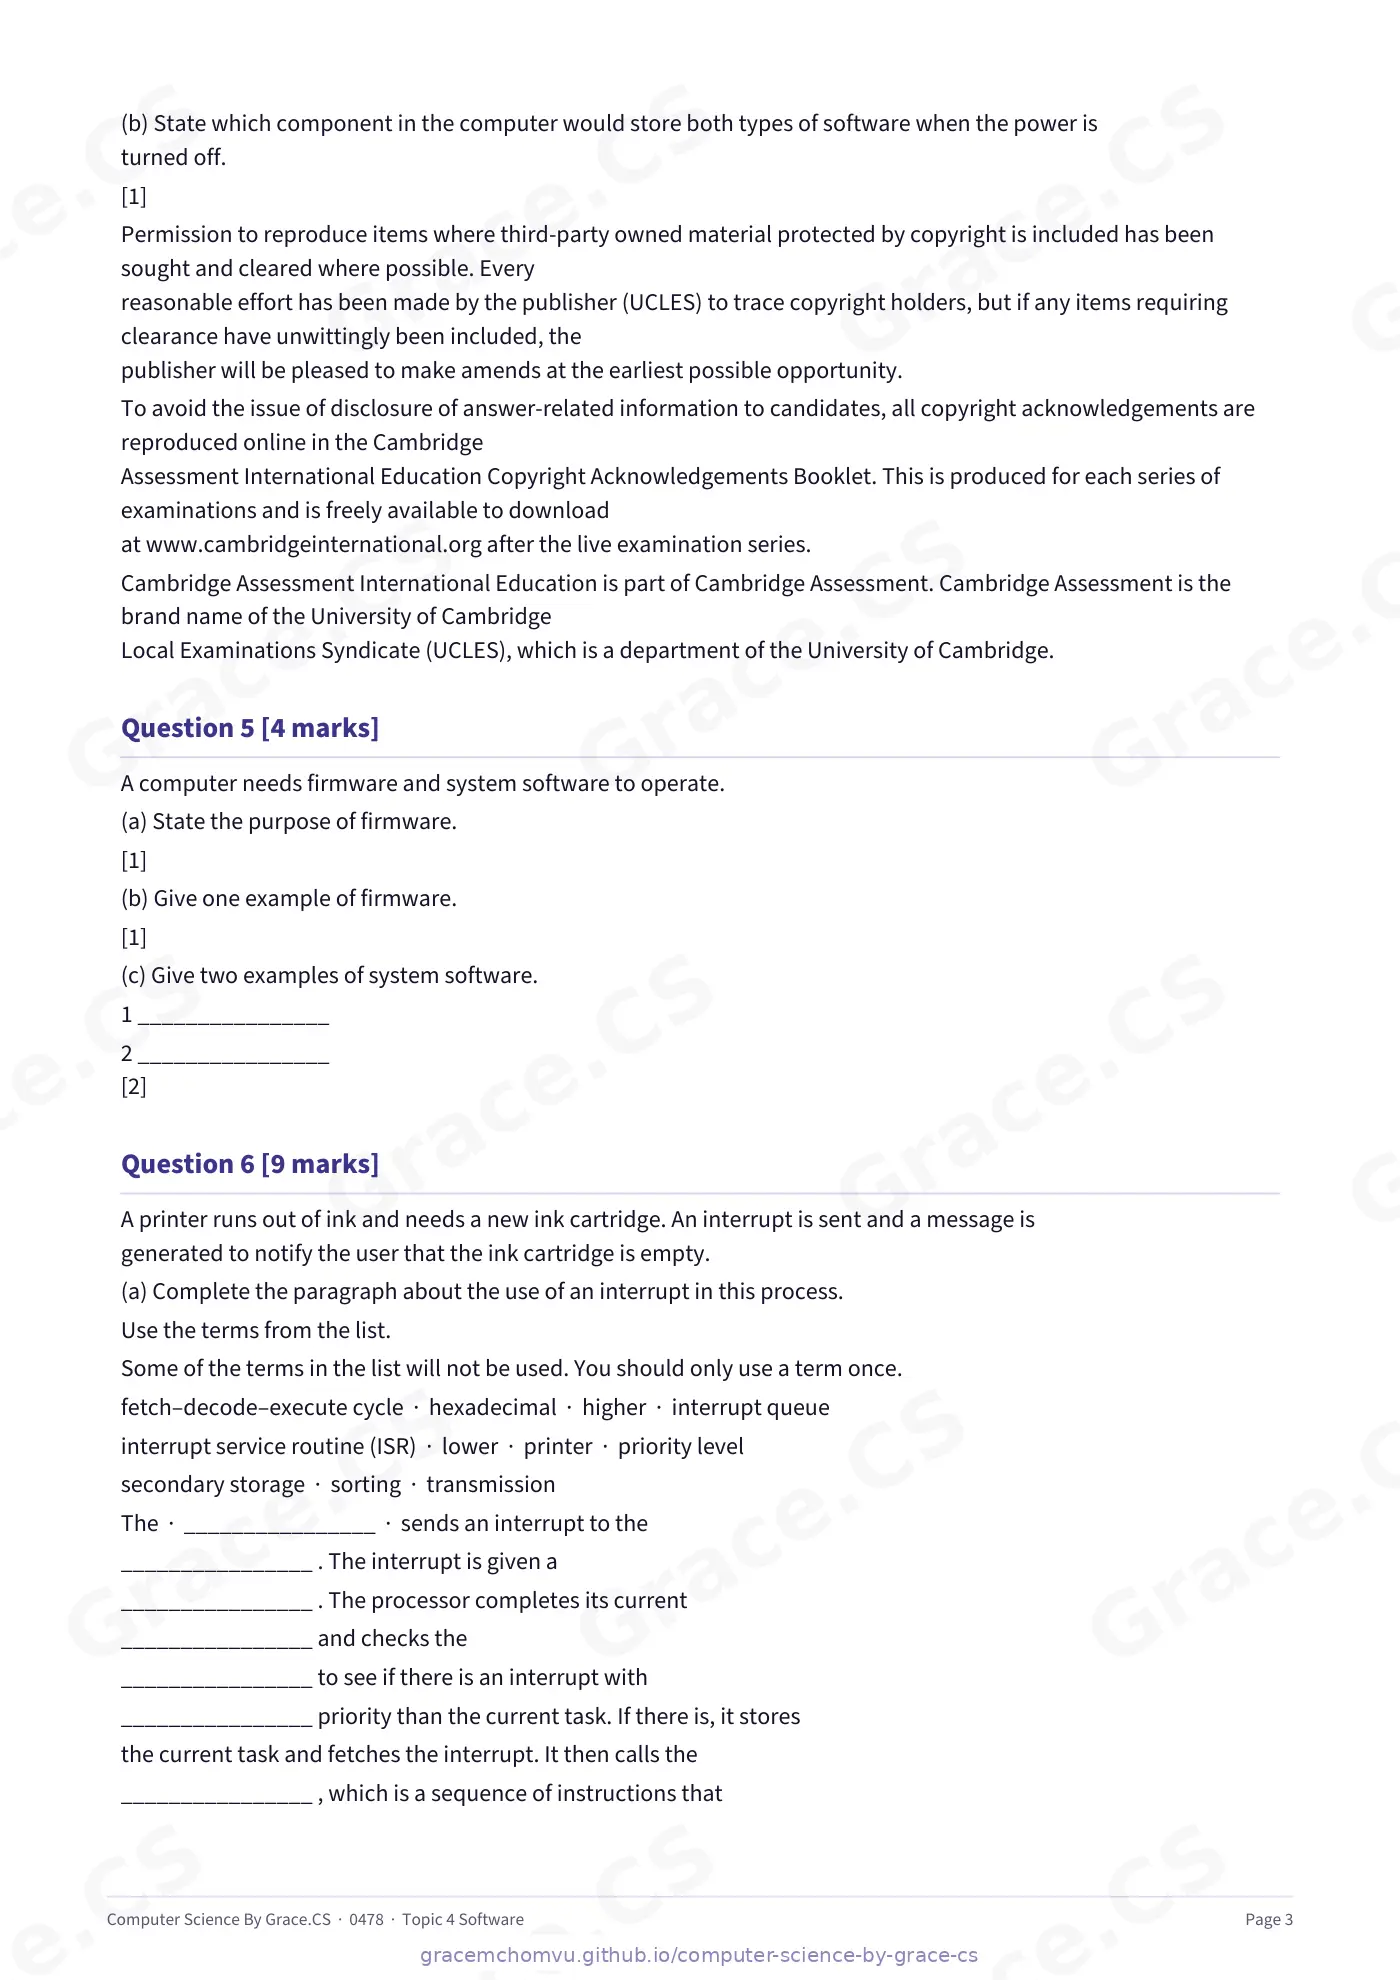 (b) State which component in the computer would store both types of software when the power is
turned off.
[1]
Permission to reproduce items where third-party owned material protected by copyright is included has been
sought and cleared where possible. Every
reasonable effort has been made by the publisher (UCLES) to trace copyright holders, but if any items requiring
clearance have unwittingly been included, the
publisher will be pleased to make amends at the earliest possible opportunity.
To avoid the issue of disclosure of answer-related information to candidates, all copyright acknowledgements are
reproduced online in the Cambridge
Assessment International Education Copyright Acknowledgements Booklet. This is produced for each series of
examinations and is freely available to download
at www.cambridgeinternational.org after the live examination series.
Cambridge Assessment International Education is part of Cambridge Assessment. Cambridge Assessment is the
brand name of the University of Cambridge
Local Examinations Syndicate (UCLES), which is a department of the University of Cambridge.
Question 5 [4 marks]
A computer needs firmware and system software to operate.
(a) State the purpose of firmware.
[1]
(b) Give one example of firmware.
[1]
(c) Give two examples of system software.
1 ________________
2 ________________
[2]
Question 6 [9 marks]
A printer runs out of ink and needs a new ink cartridge. An interrupt is sent and a message is
generated to notify the user that the ink cartridge is empty.
(a) Complete the paragraph about the use of an interrupt in this process.
Use the terms from the list.
Some of the terms in the list will not be used. You should only use a term once.
fetch–decode–execute cycle · hexadecimal · higher · interrupt queue
interrupt service routine (ISR) · lower · printer · priority level
secondary storage · sorting · transmission
The · ________________ · sends an interrupt to the
________________ . The interrupt is given a
________________ . The processor completes its current
________________ and checks the
________________ to see if there is an interrupt with
________________ priority than the current task. If there is, it stores
the current task and fetches the interrupt. It then calls the
________________ , which is a sequence of instructions that
Computer Science By Grace.CS · 0478 · Topic 4 Software
Page 3
gracemchomvu.github.io/computer-science-by-grace-cs